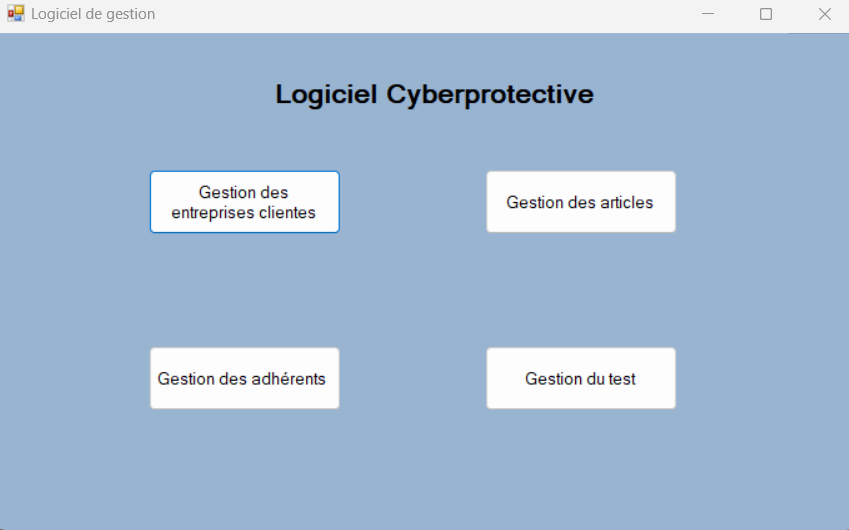 Logiciel de gestion
Logiciel Cyberprotective
Gestion des
entreprises clientes
Gestion des articles
Gestion des adhérents
Gestion du test